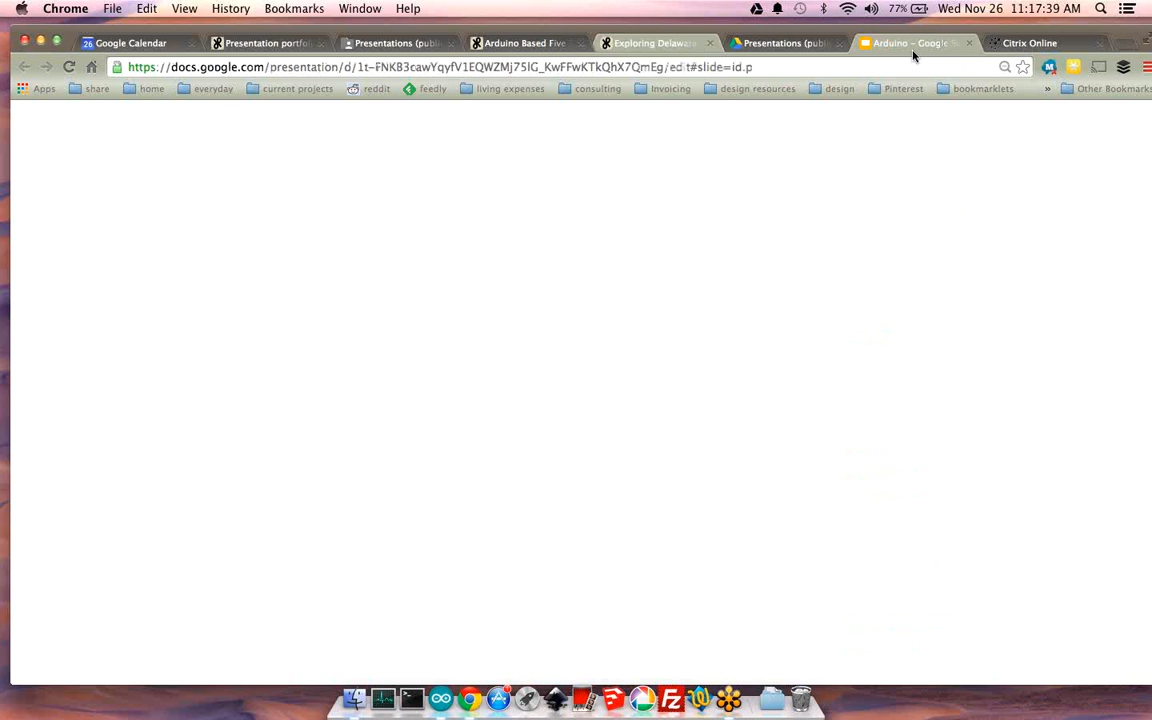 Chrome File Edit View History Bookmarks Window Help 77% Wed Nov 26 11:17:39 AM
26 Google Calendar Presentation portfo Presentations (publ Arduino Based Five Exploring Delawa Presentations (publ Arduino – Google S Citrix Online
https://docs.google.com/presentation/d/1t-FNKB3cawYqyfV1EQWZMj75lG_KwFFwKTkQhX7QmEg/edit#slide=id.p
Apps share home everyday current projects reddit feedly living expenses consulting Invoicing design resources design Pinterest bookmarklets » Other Bookmarks